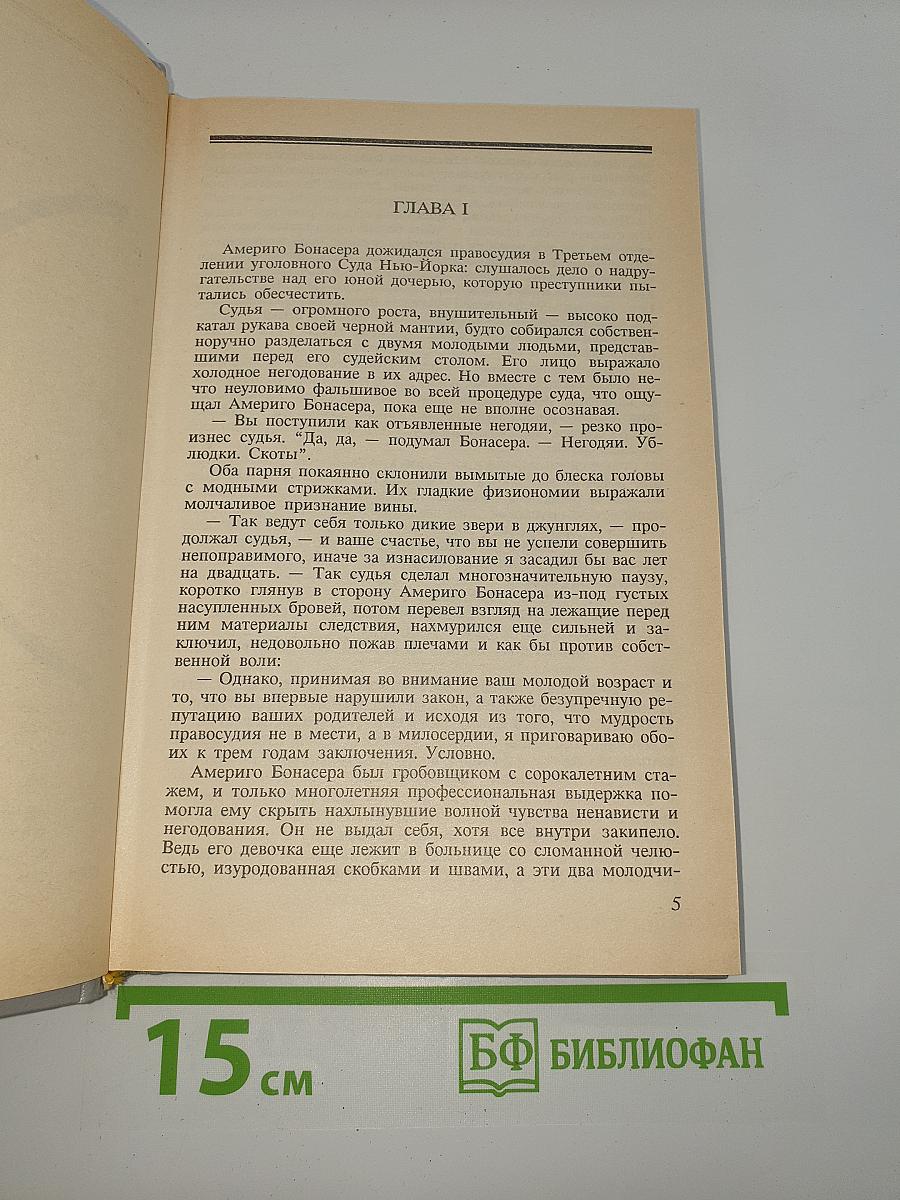 ГЛАВА I
Америго Бонасера дожидался правосудия в Третьем отде-
лении уголовного Суда Нью-Йорка: слушалось дело о надру-
гательстве над его юной дочерью, которую преступники пы-
тались обесчестить.
Судья — огромного роста, внушительный — высоко под-
катал рукава своей черной мантии, будто собирался собствен-
норучно разделаться с двумя молодыми людьми, представ-
шими перед его судейским столом. Его лицо выражало
холодное негодование в их адрес. Но вместе с тем было не-
что неуловимо фальшивое во всей процедуре суда, что ощу-
щал Америго Бонасера, пока еще не вполне осознавая.
— Вы поступили как отъявленные негодяи, — резко про-
изнес судья. "Да, да, — подумал Бонасера. — Негодяи. Уб-
людки. Скоты".
Оба парня покаянно склонили вымытые до блеска головы
с модными стрижками. Их гладкие физиономии выражали
молчаливое признание вины.
— Так ведут себя только дикие звери в джунглях, — про-
должал судья, — и ваше счастье, что вы не успели совершить
непоправимого, иначе за изнасилование я засадил бы вас лет
на двадцать. — Так судья сделал многозначительную паузу,
коротко глянув в сторону Америго Бонасера из-под густых
насупленных бровей, потом перевел взгляд на лежащие перед
ним материалы следствия, нахмурился еще сильней и за-
ключил, недовольно пожав плечами и как бы против собст-
венной воли:
— Однако, принимая во внимание ваш молодой возраст и
то, что вы впервые нарушили закон, а также безупречную ре-
путацию ваших родителей и исходя из того, что мудрость
правосудия не в мести, а в милосердии, я приговариваю обо-
их к трем годам заключения. Условно.
Америго Бонасера был гробовщиком с сорокалетним ста-
жем, и только многолетняя профессиональная выдержка по-
могла ему скрыть нахлынувшие волной чувства ненависти и
негодования. Он не выдал себя, хотя все внутри закипело.
Ведь его девочка еще лежит в больнице со сломанной челю-
стью, изуродованная скобками и швами, а эти два молодчи-
5
15 см
БФ БИБЛИОФАН